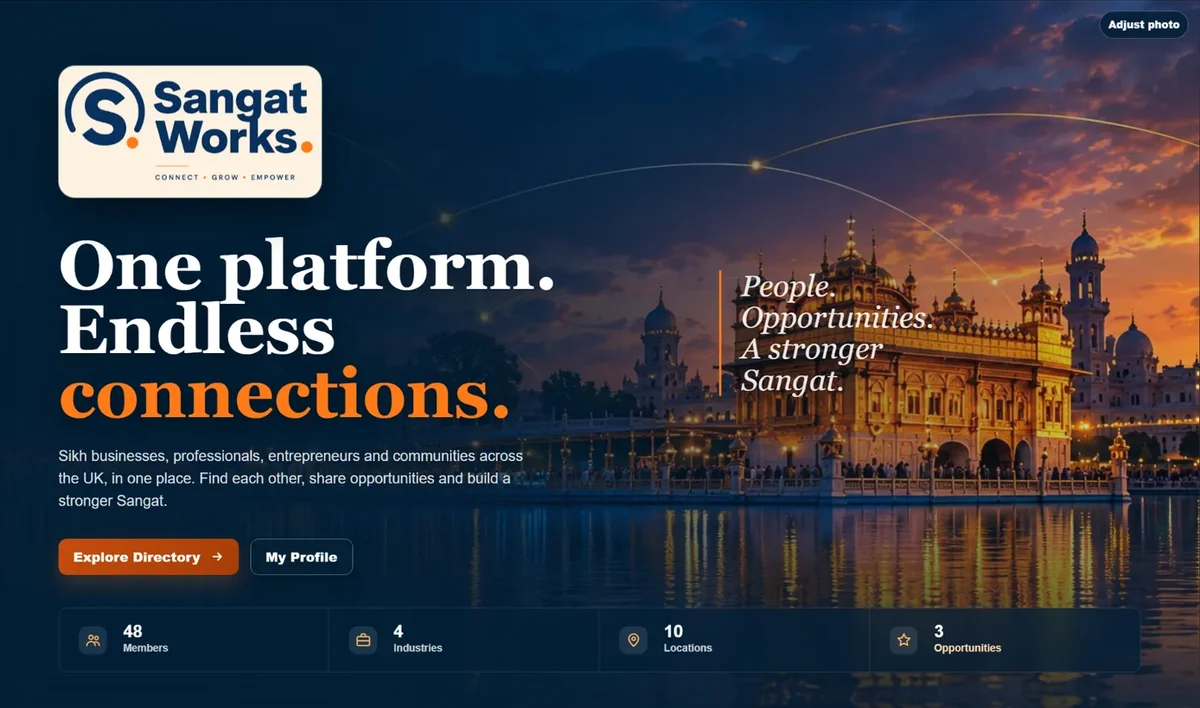 Adjust photo
S.
Sangat
Works.
CONNECT • GROW • EMPOWER
One platform.
Endless
connections.
People.
Opportunities.
A stronger
Sangat.
Sikh businesses, professionals, entrepreneurs and communities across
the UK, in one place. Find each other, share opportunities and build a
stronger Sangat.
Explore Directory →
My Profile
48
Members
4
Industries
10
Locations
3
Opportunities